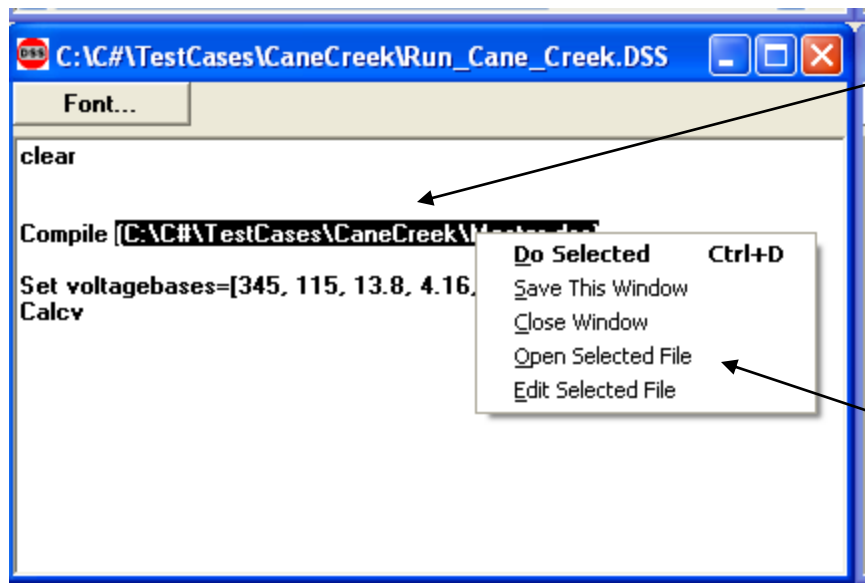 DSS C:\C#\TestCases\CaneCreek\Run_Cane_Creek.DSS
Font...
clear
Compile [C:\C#\TestCases\CaneCreek\
Set voltagebases=[345, 115, 13.8, 4.16,
Calcv
Do Selected Ctrl+D
Save This Window
Close Window
Open Selected File
Edit Selected File